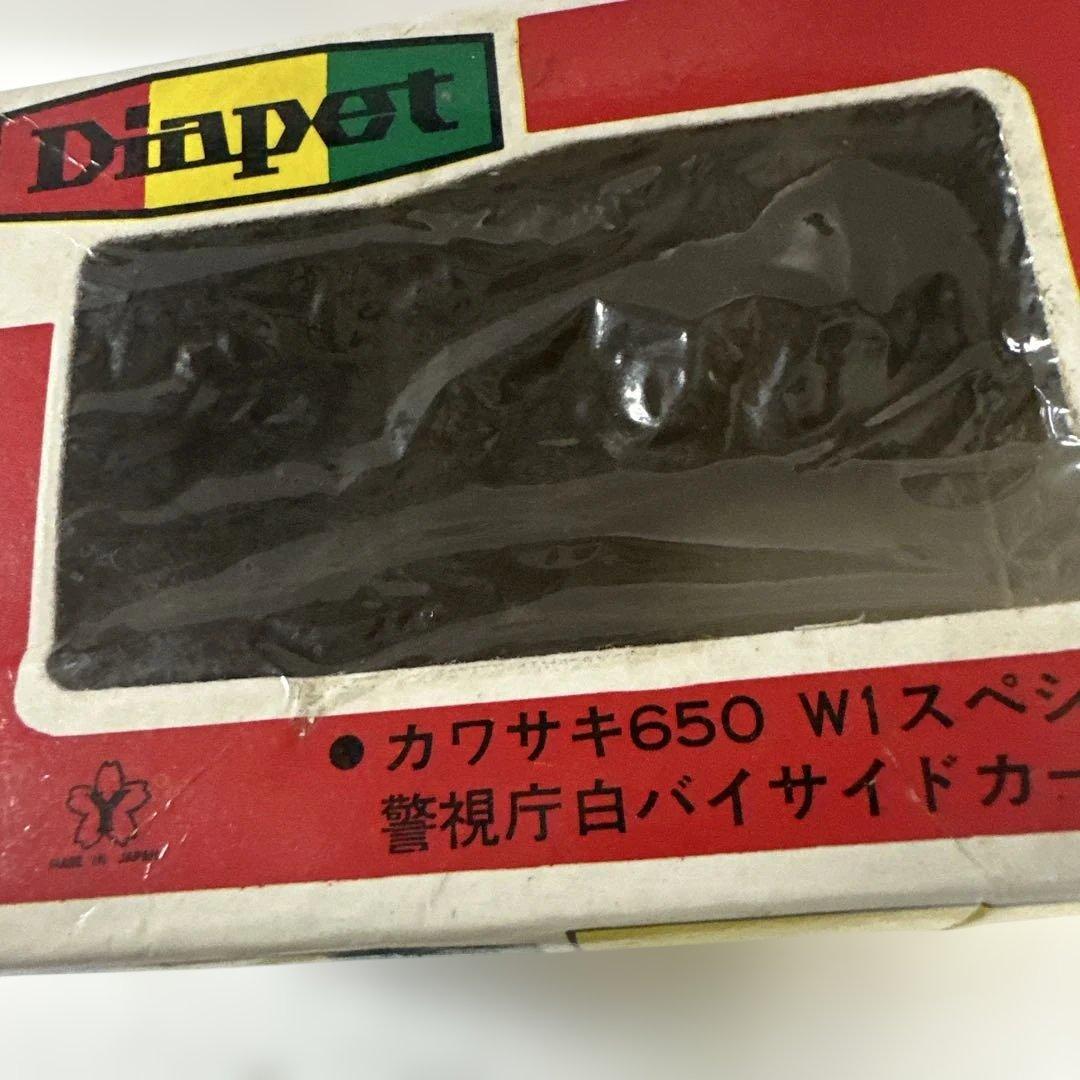 Diapet
●カワサキ650 W1スペシ
警視庁白バイサイドカー
MADE IN JAPAN